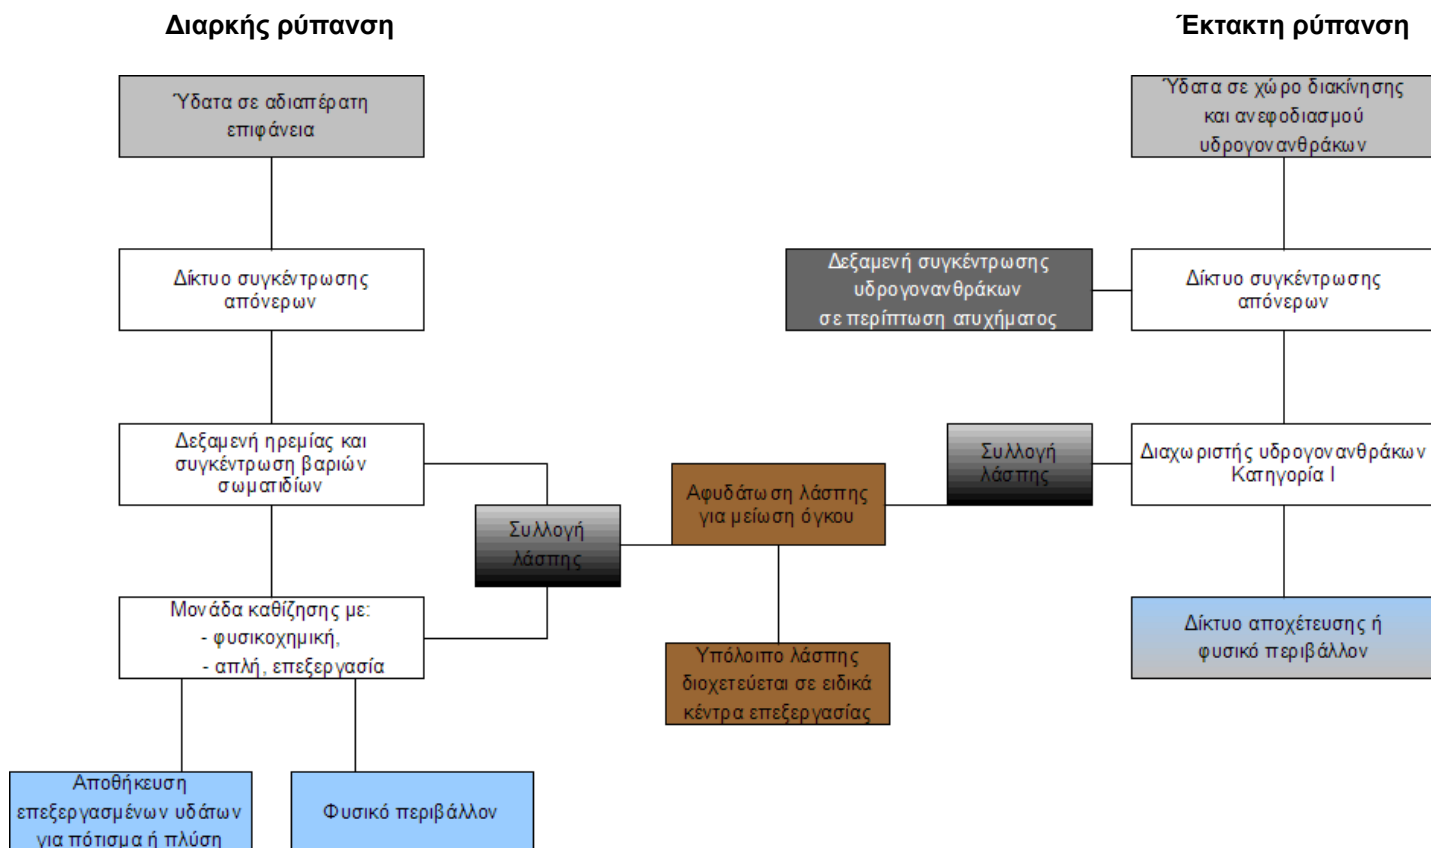 Διαρκής ρύπανση
Έκτακτη ρύπανση
Ύδατα σε αδιαπέρατη
επιφάνεια
Ύδατα σε χώρο διακίνησης
και ανεφοδιασμού
υδρογονανθράκων
Δίκτυο συγκέντρωσης
απόνερων
Δεξαμενή συγκέντρωσης
υδρογονανθράκων
σε περίπτωση ατυχήματος
Δίκτυο συγκέντρωσης
απόνερων
Δεξαμενή ηρεμίας και
συγκέντρωση βαριών
σωματιδίων
Συλλογή
λάσπης
Αφυδάτωση λάσπης
για μείωση όγκου
Συλλογή
λάσπης
Διαχωριστής υδρογονανθράκων
Κατηγορία Ι
Μονάδα καθίζησης με:
- φυσικοχημική,
- απλή, επεξεργασία
Υπόλοιπο λάσπης
διοχετεύεται σε ειδικά
κέντρα επεξεργασίας
Δίκτυο αποχέτευσης ή
φυσικό περιβάλλον
Αποθήκευση
επεξεργασμένων υδάτων
για πότισμα ή πλύση
Φυσικό περιβάλλον